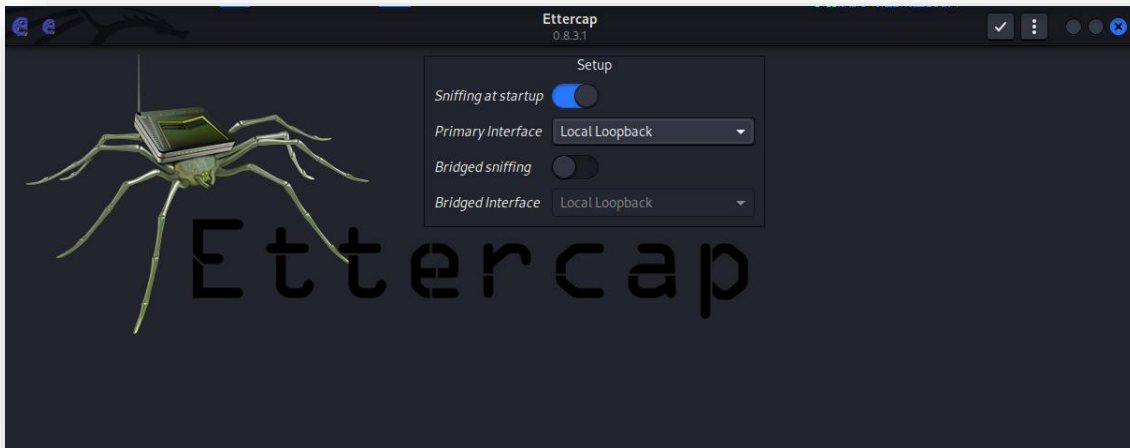 Ettercap
0.8.3.1
Setup
Sniffing at startup
Primary Interface Local Loopback
Bridged sniffing
Bridged Interface Local Loopback
Ettercap